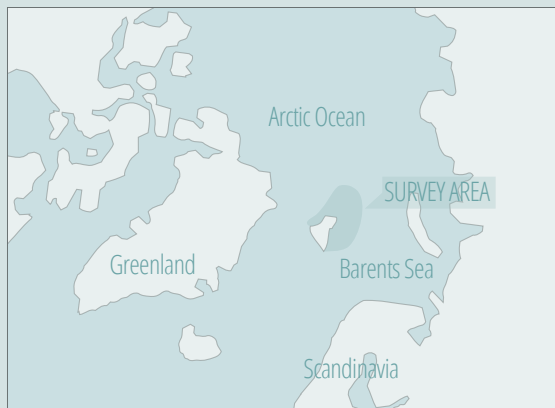 Arctic Ocean
SURVEY AREA
Greenland
Barents Sea
Scandinavia